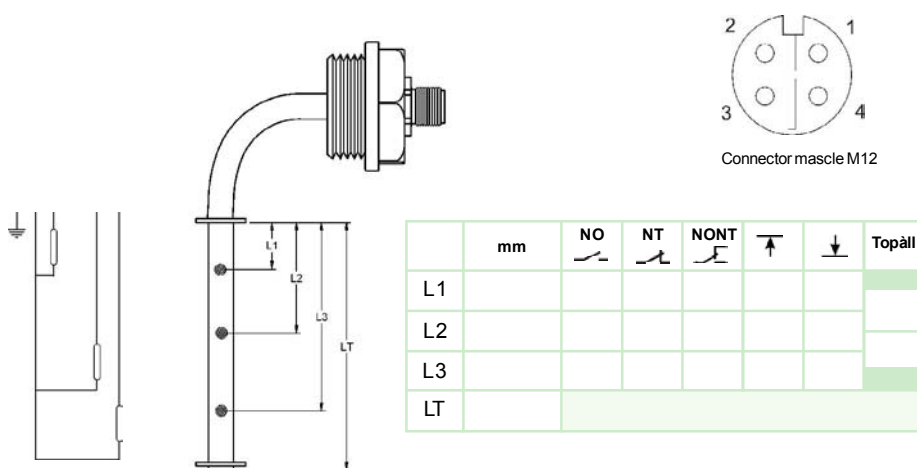 2 1
3 4
Connector mascle M12
L1
L2
L3
LT
mm NO NT NONT Topàll
L1
L2
L3
LT